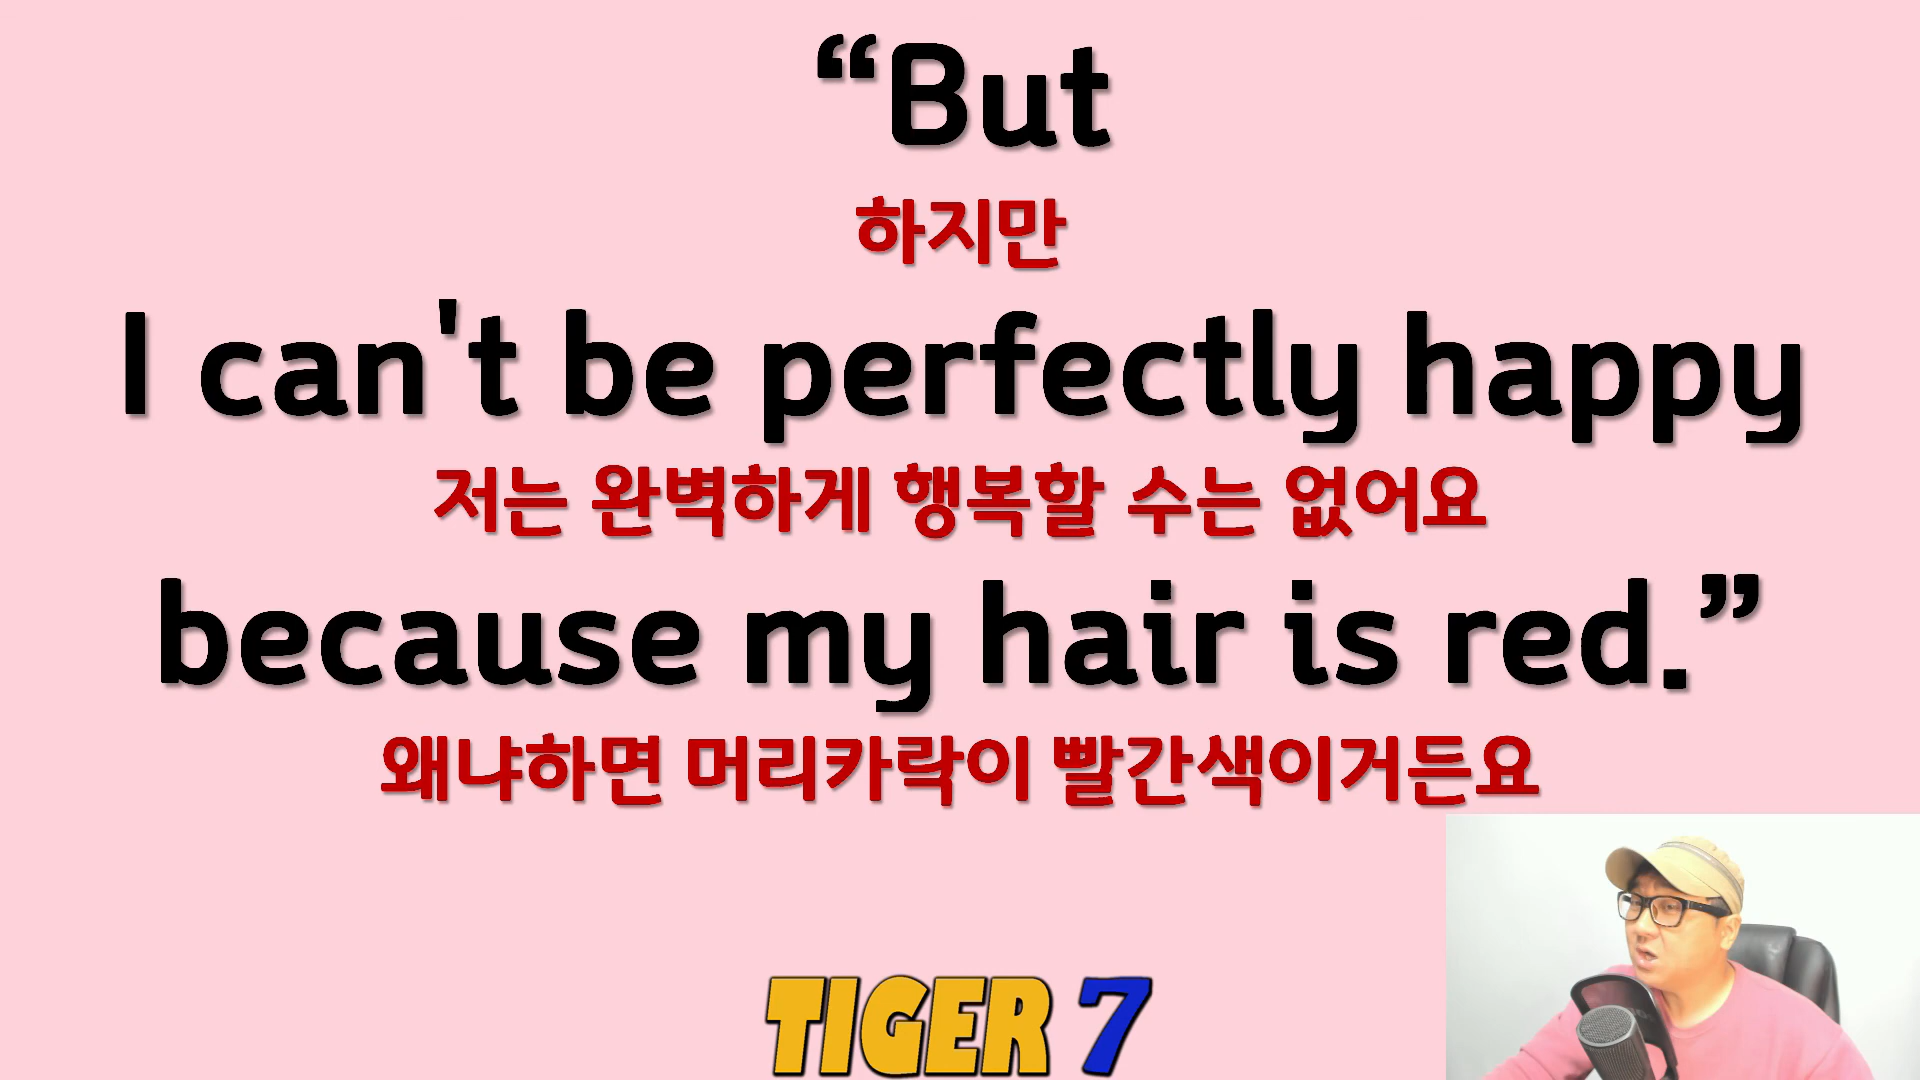 “But
하지만
I can't be perfectly happy
저는 완벽하게 행복할 수는 없어요
because my hair is red.”
왜냐하면 머리카락이 빨간색이거든요
TIGER 7